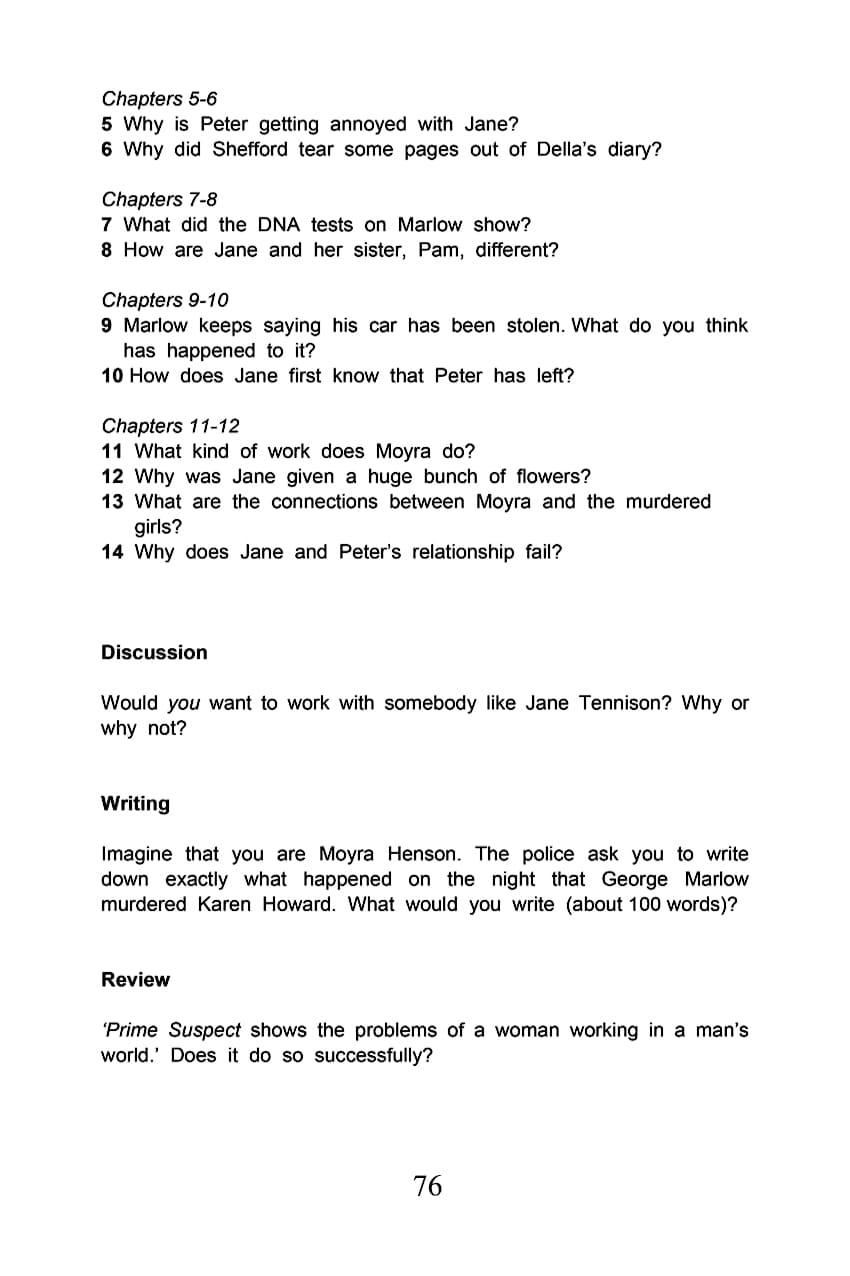 Chapters 5-6
5 Why is Peter getting annoyed with Jane?
6 Why did Shefford tear some pages out of Della’s diary?
Chapters 7-8
7 What did the DNA tests on Marlow show?
8 How are Jane and her sister, Pam, different?
Chapters 9-10
9 Marlow keeps saying his car has been stolen. What do you think
has happened to it?
10 How does Jane first know that Peter has left?
Chapters 11-12
11 What kind of work does Moyra do?
12 Why was Jane given a huge bunch of flowers?
13 What are the connections between Moyra and the murdered
girls?
14 Why does Jane and Peter’s relationship fail?
Discussion
Would you want to work with somebody like Jane Tennison? Why or
why not?
Writing
Imagine that you are Moyra Henson. The police ask you to write
down exactly what happened on the night that George Marlow
murdered Karen Howard. What would you write (about 100 words)?
Review
‘Prime Suspect shows the problems of a woman working in a man’s
world.’ Does it do so successfully?
76